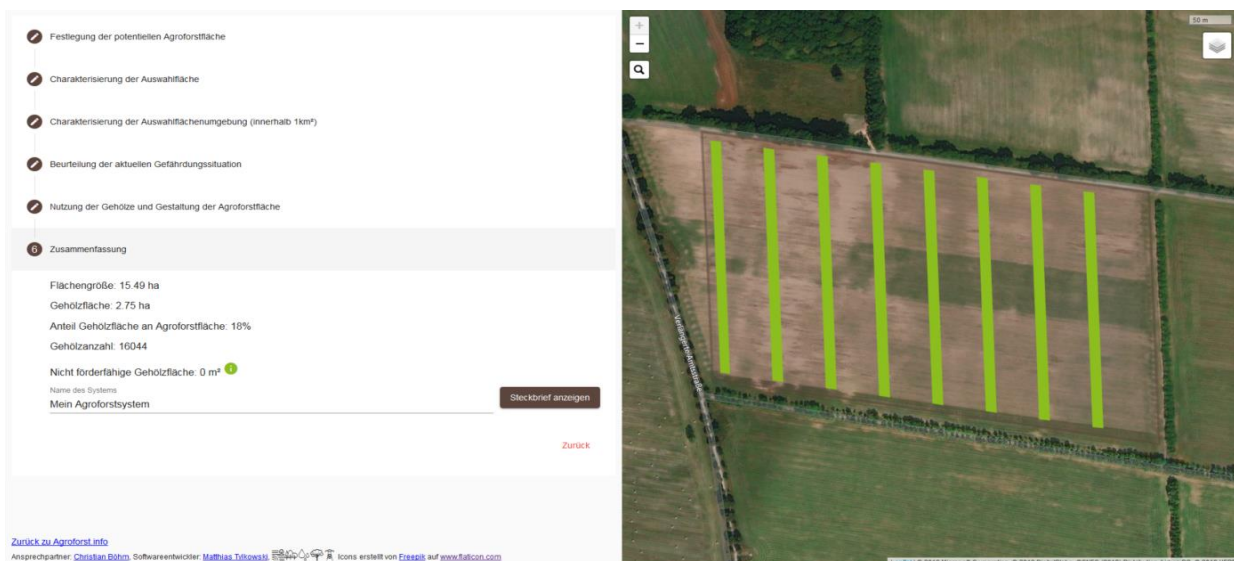 Festlegung der potentiellen Agroforstfläche
Charakterisierung der Auswahlfläche
Charakterisierung der Auswahlflächenumgebung (innerhalb 1km²)
Beurteilung der aktuellen Gefährdungssituation
Nutzung der Gehölze und Gestaltung der Agroforstfläche
6 Zusammenfassung
Flächengröße: 15.49 ha
Gehölzfläche: 2.75 ha
Anteil Gehölzfläche an Agroforstfläche: 18%
Gehölzanzahl: 16044
Nicht förderfähige Gehölzfläche: 0 m²
Name des Systems
Mein Agroforstsystem
Steckbrief anzeigen
Zurück
Zurück zu Agroforst.info
Ansprechpartner: Christian Böhm, Softwareentwickler: Matthias Tylkowski, Icons erstellt von Freepik auf www.flaticon.com
+
−
50 m
Verlängerte Amtsstraße